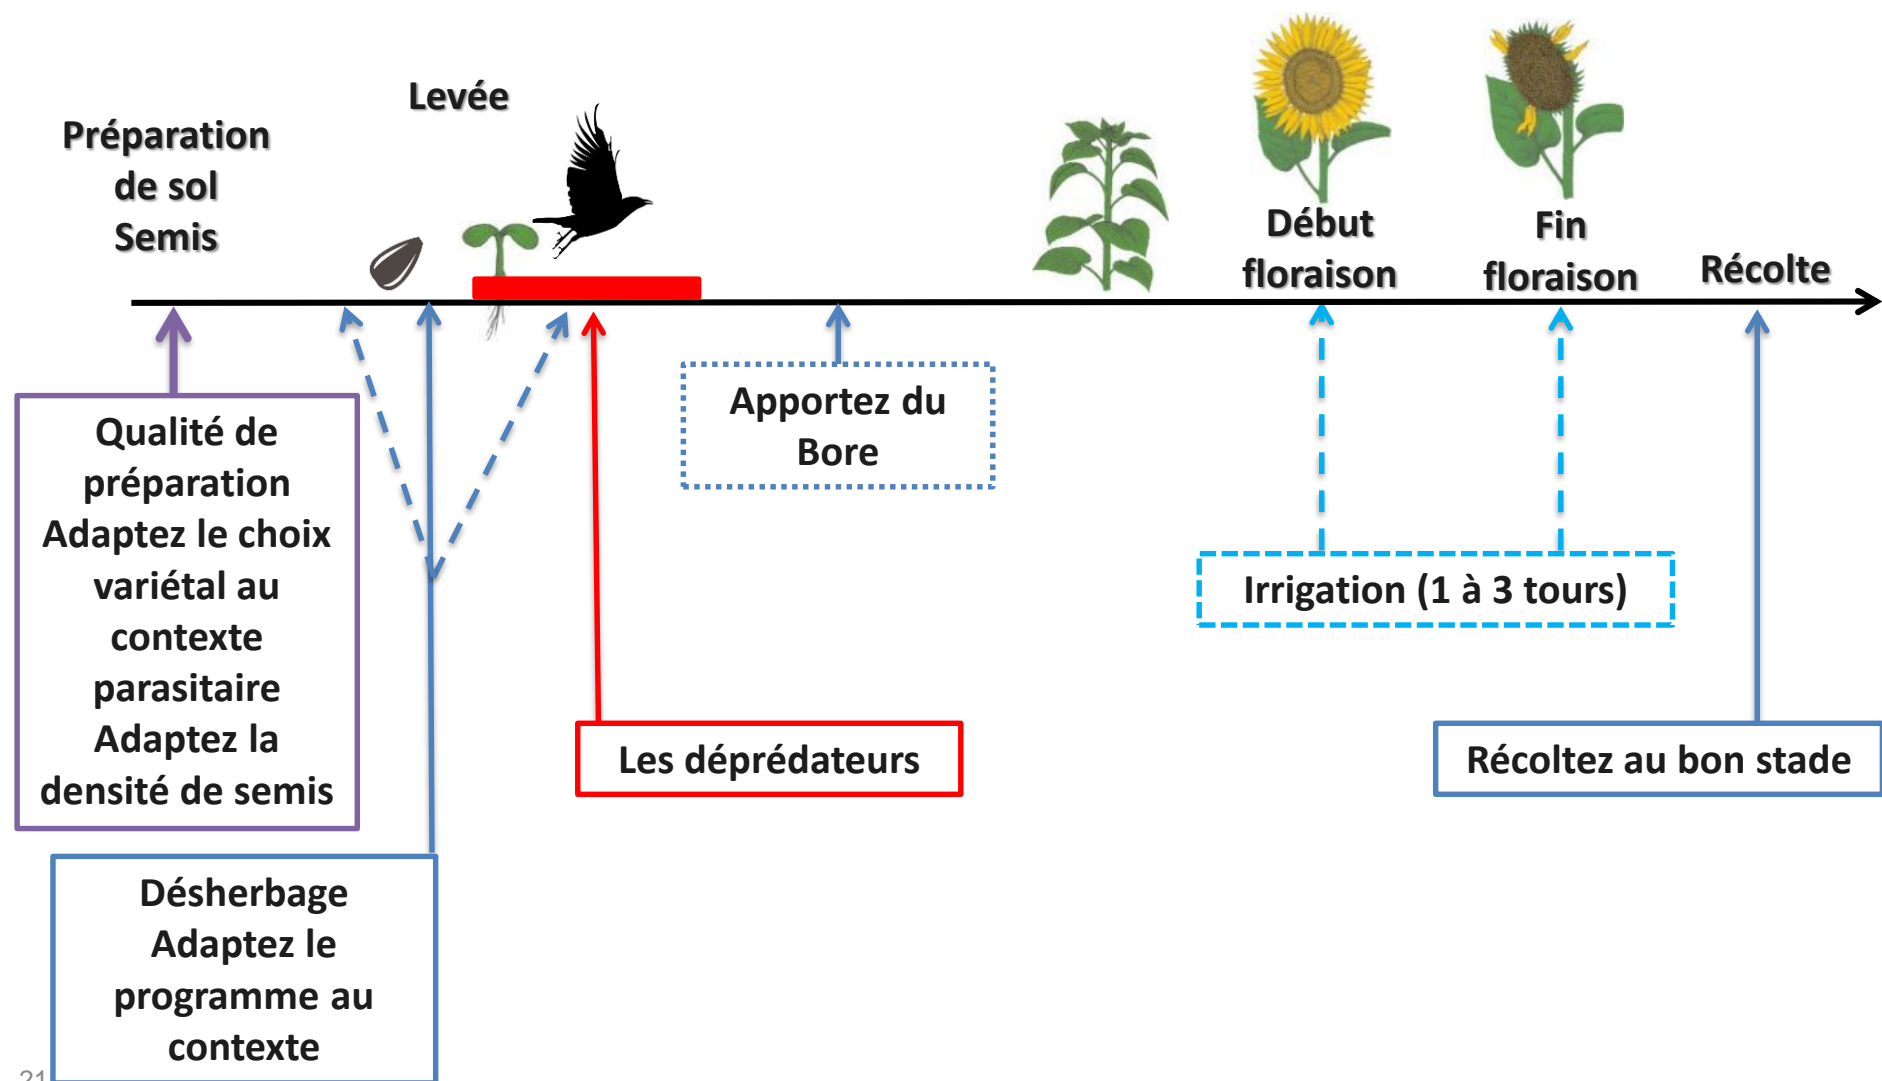 Préparation
de sol
Semis
Levée
Début
floraison
Fin
floraison
Récolte
Qualité de
préparation
Adaptez le choix
variétal au
contexte
parasitaire
Adaptez la
densité de semis
Apportez du
Bore
Irrigation (1 à 3 tours)
Les déprédateurs
Récoltez au bon stade
Désherbage
Adaptez le
programme au
contexte
21